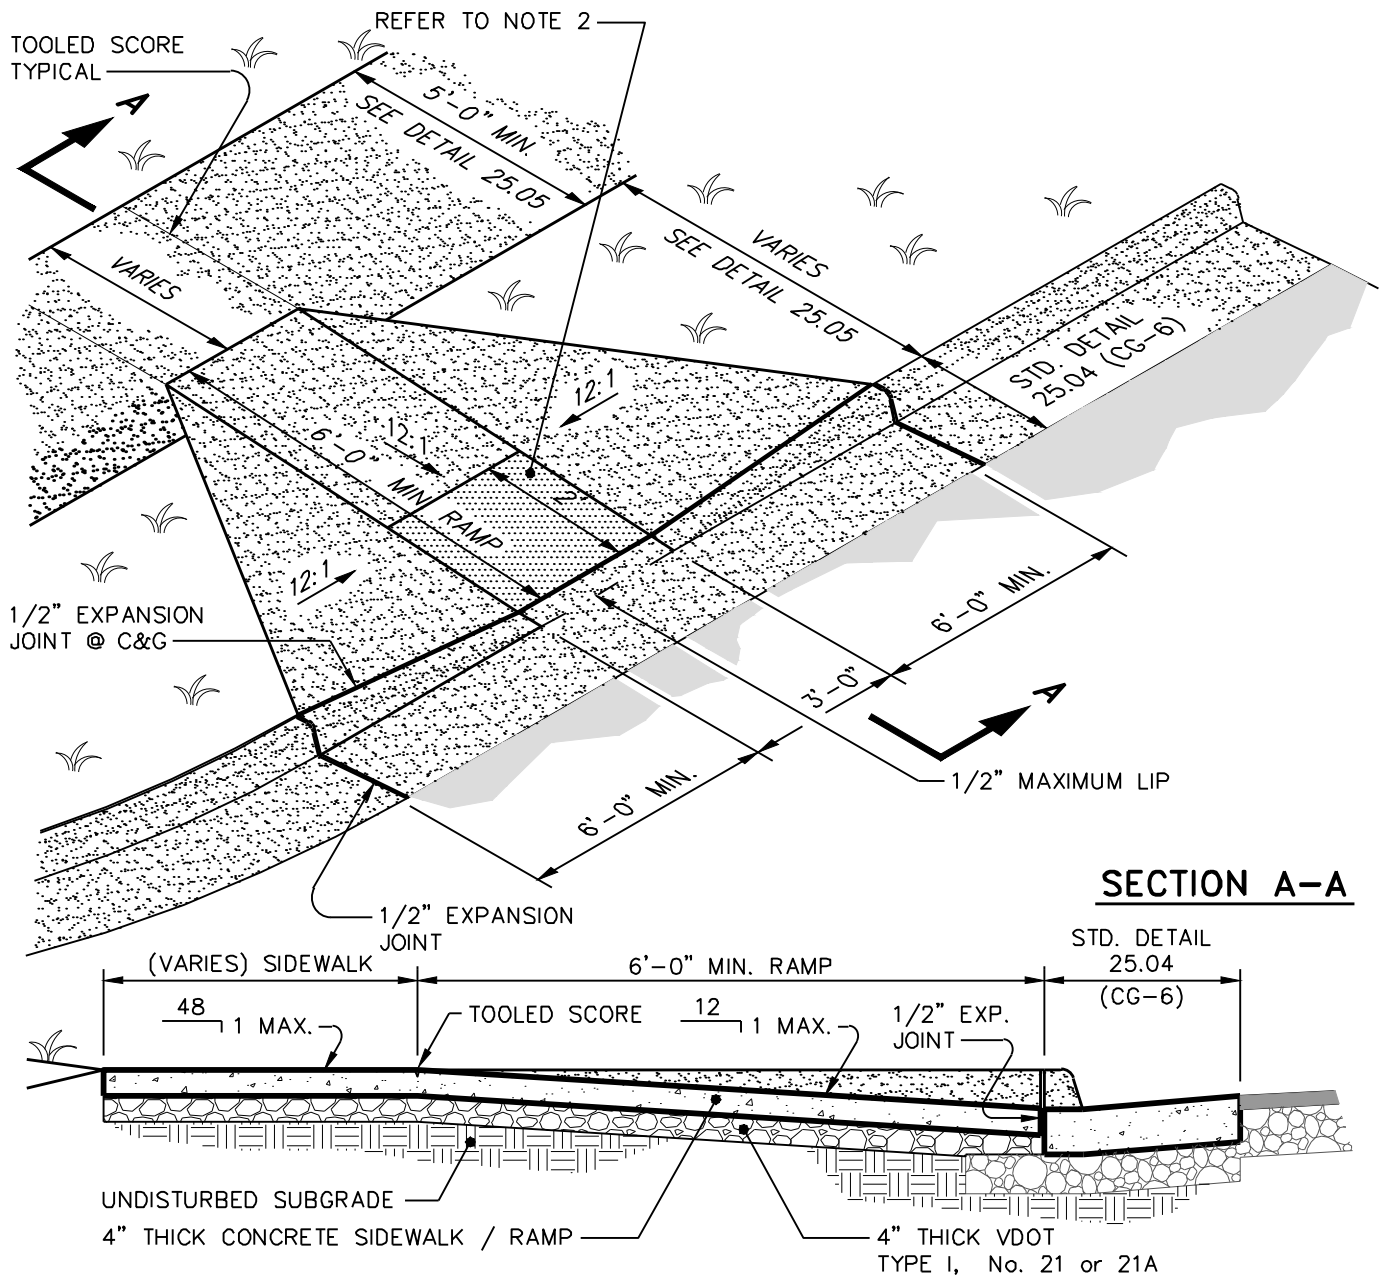 REFER TO NOTE 2
TOOLED SCORE
TYPICAL
A
5'-0" MIN.
SEE DETAIL 25.05
VARIES
VARIES
SEE DETAIL 25.05
STD. DETAIL
25.04 (CG-6)
12:1
12:1
6'-0" MIN. RAMP
2'
12:1
1/2" EXPANSION
JOINT @ C&G
6'-0" MIN.
3'-0"
A
6'-0" MIN.
1/2" MAXIMUM LIP
1/2" EXPANSION
JOINT
SECTION A-A
(VARIES) SIDEWALK
6'-0" MIN. RAMP
STD. DETAIL
25.04
(CG-6)
48
1 MAX.
TOOLED SCORE
12
1 MAX.
1/2" EXP.
JOINT
UNDISTURBED SUBGRADE
4" THICK CONCRETE SIDEWALK / RAMP
4" THICK VDOT
TYPE I, No. 21 or 21A